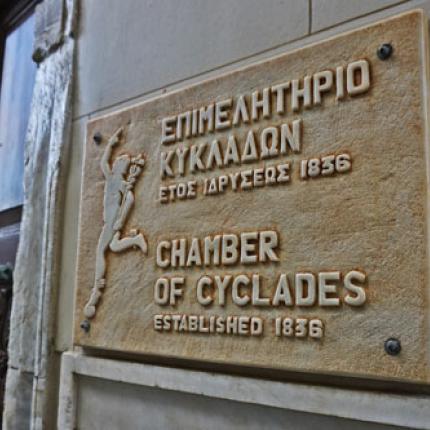 ΕΠΙΜΕΛΗΤΗΡΙΟ
ΚΥΚΛΑΔΩΝ
ΕΤΟΣ ΙΔΡΥΣΕΩΣ 1836
CHAMBER
OF CYCLADES
ESTABLISHED 1836